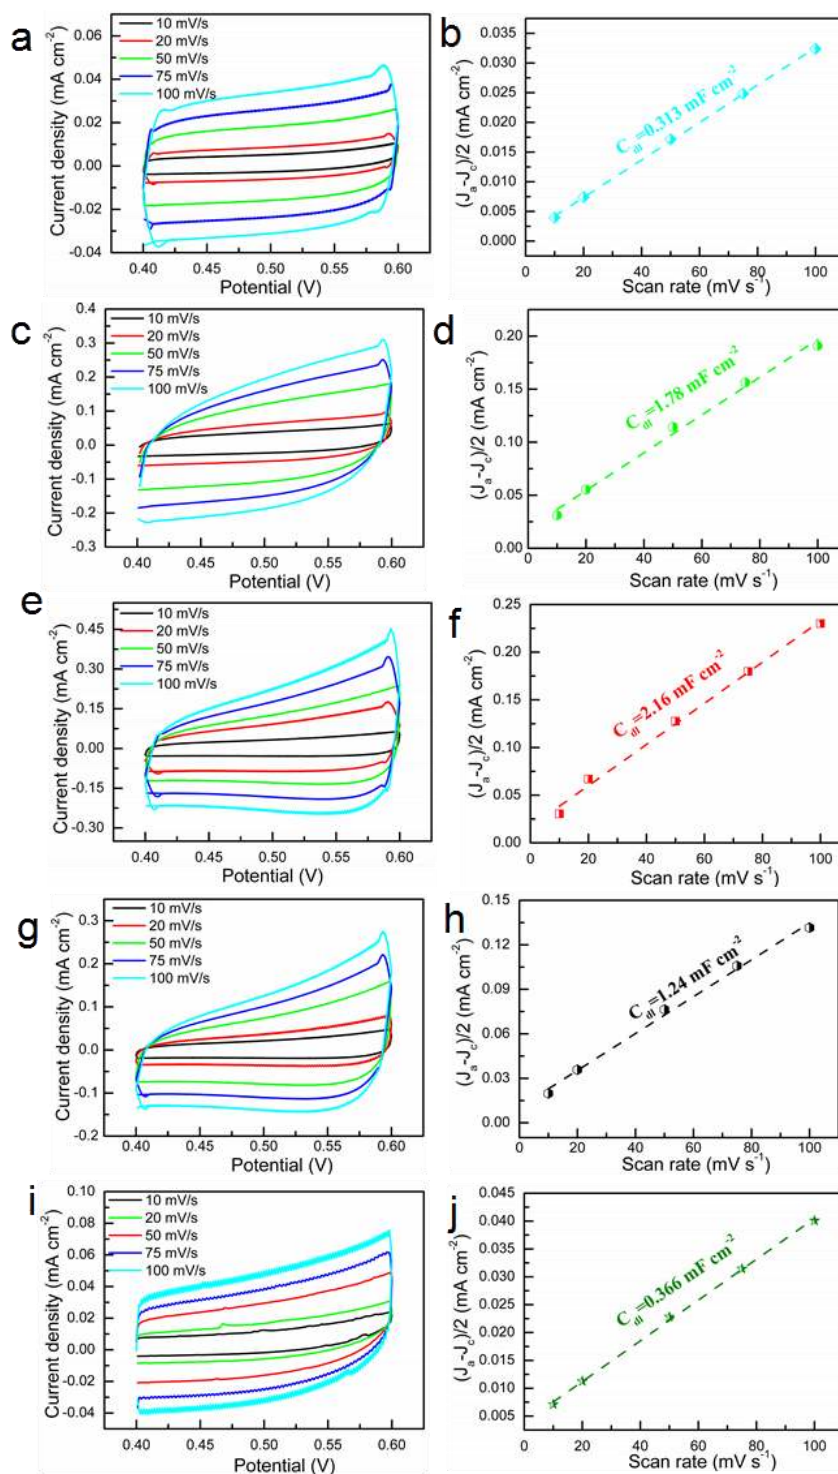 a
0.06
0.04
0.02
0.00
-0.02
-0.04
Current density (mA cm⁻²)
10 mV/s
20 mV/s
50 mV/s
75 mV/s
100 mV/s
0.40 0.45 0.50 0.55 0.60
Potential (V)
b
0.035
0.030
0.025
0.020
0.015
0.010
0.005
0.000
(Jₐ-J꜀)/2 (mA cm⁻²)
C_dl=0.313 mF cm⁻²
20 40 60 80 100
Scan rate (mV s⁻¹)
c
0.4
0.3
0.2
0.1
0.0
-0.1
-0.2
-0.3
Current density (mA cm⁻²)
10 mV/s
20 mV/s
50 mV/s
75 mV/s
100 mV/s
0.40 0.45 0.50 0.55 0.60
Potential (V)
d
0.20
0.15
0.10
0.05
0.00
(Jₐ-J꜀)/2 (mA cm⁻²)
C_dl=1.78 mF cm⁻²
0 20 40 60 80 100
Scan rate (mV s⁻¹)
e
0.45
0.30
0.15
0.00
-0.15
-0.30
Current density (mA cm⁻²)
10 mV/s
20 mV/s
50 mV/s
75 mV/s
100 mV/s
0.40 0.45 0.50 0.55 0.60
Potential (V)
f
0.25
0.20
0.15
0.10
0.05
0.00
(Jₐ-J꜀)/2 (mA cm⁻²)
C_dl=2.16 mF cm⁻²
0 20 40 60 80 100
Scan rate (mV s⁻¹)
g
0.3
0.2
0.1
0.0
-0.1
-0.2
Current density (mA cm⁻²)
10 mV/s
20 mV/s
50 mV/s
75 mV/s
100 mV/s
0.40 0.45 0.50 0.55 0.60
Potential (V)
h
0.15
0.12
0.09
0.06
0.03
0.00
(Jₐ-J꜀)/2 (mA cm⁻²)
C_dl=1.24 mF cm⁻²
0 20 40 60 80 100
Scan rate (mV s⁻¹)
i
0.10
0.08
0.06
0.04
0.02
0.00
-0.02
-0.04
Current density (mA cm⁻²)
10 mV/s
20 mV/s
50 mV/s
75 mV/s
100 mV/s
0.40 0.45 0.50 0.55 0.60
Potential (V)
j
0.045
0.040
0.035
0.030
0.025
0.020
0.015
0.010
0.005
(Jₐ-J꜀)/2 (mA cm⁻²)
C_dl=0.366 mF cm⁻²
20 40 60 80 100
Scan rate (mV s⁻¹)